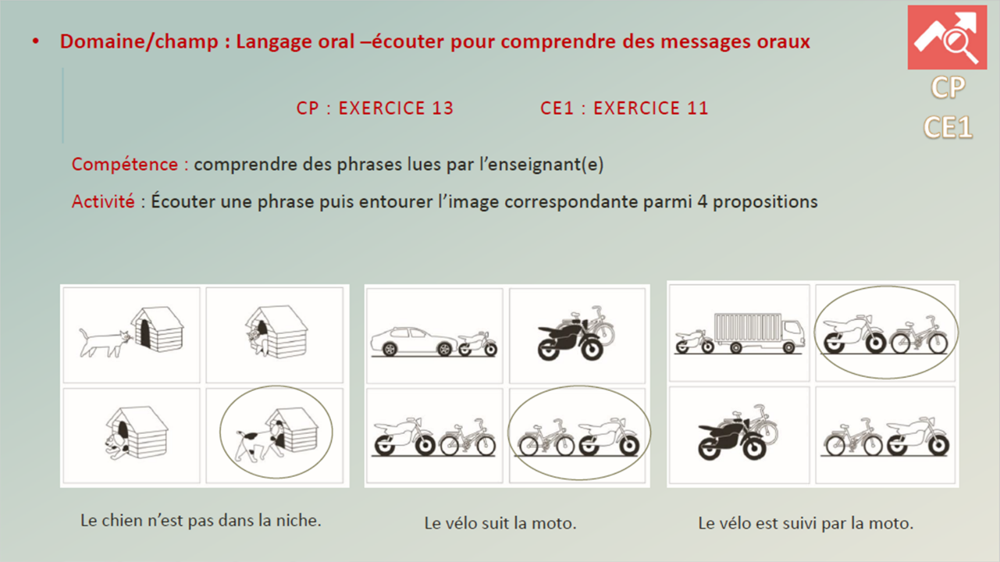 • Domaine/champ : Langage oral –écouter pour comprendre des messages oraux
CP
CE1
CP : EXERCICE 13 CE1 : EXERCICE 11
Compétence : comprendre des phrases lues par l’enseignant(e)
Activité : Écouter une phrase puis entourer l’image correspondante parmi 4 propositions
Le chien n’est pas dans la niche.
Le vélo suit la moto.
Le vélo est suivi par la moto.